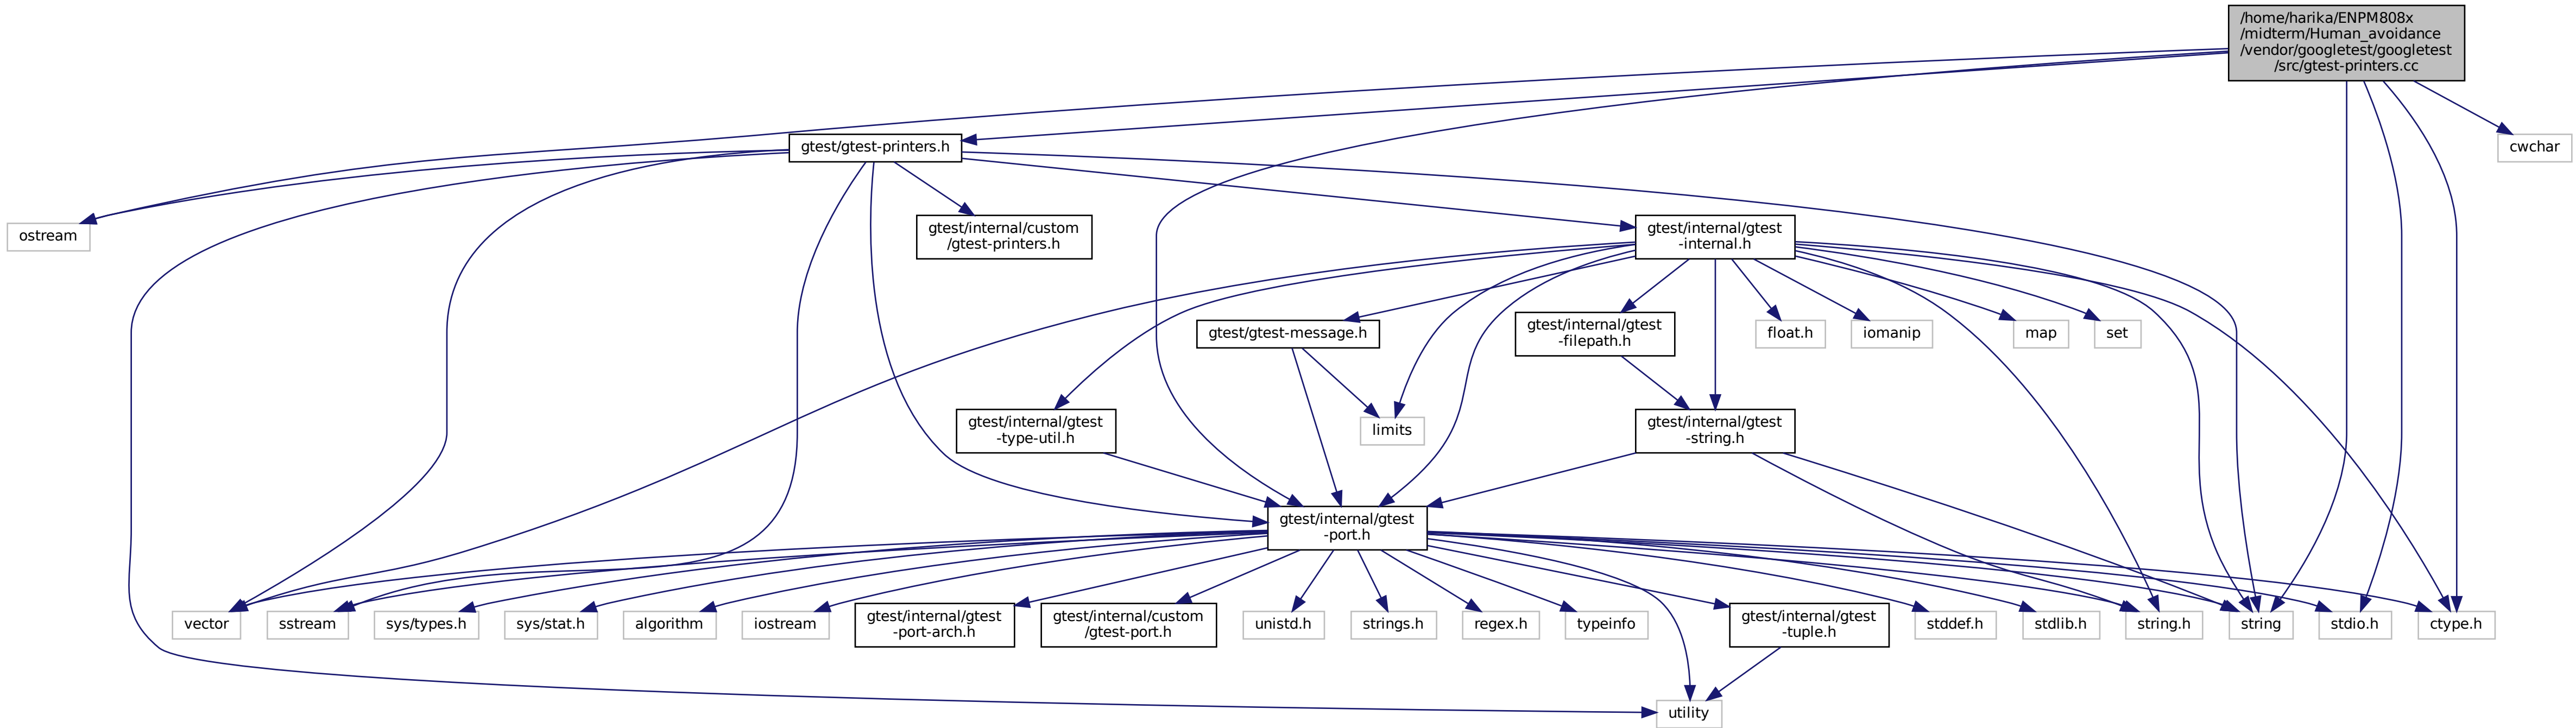 /home/harika/ENPM808x
/midterm/Human_avoidance
/vendor/googletest/googletest
/src/gtest-printers.cc
gtest/gtest-printers.h
cwchar
ostream
gtest/internal/custom
/gtest-printers.h
gtest/internal/gtest
-internal.h
gtest/gtest-message.h
gtest/internal/gtest
-filepath.h
float.h
iomanip
map
set
gtest/internal/gtest
-type-util.h
limits
gtest/internal/gtest
-string.h
gtest/internal/gtest
-port.h
vector
sstream
sys/types.h
sys/stat.h
algorithm
iostream
gtest/internal/gtest
-port-arch.h
gtest/internal/custom
/gtest-port.h
unistd.h
strings.h
regex.h
typeinfo
gtest/internal/gtest
-tuple.h
stddef.h
stdlib.h
string.h
string
stdio.h
ctype.h
utility